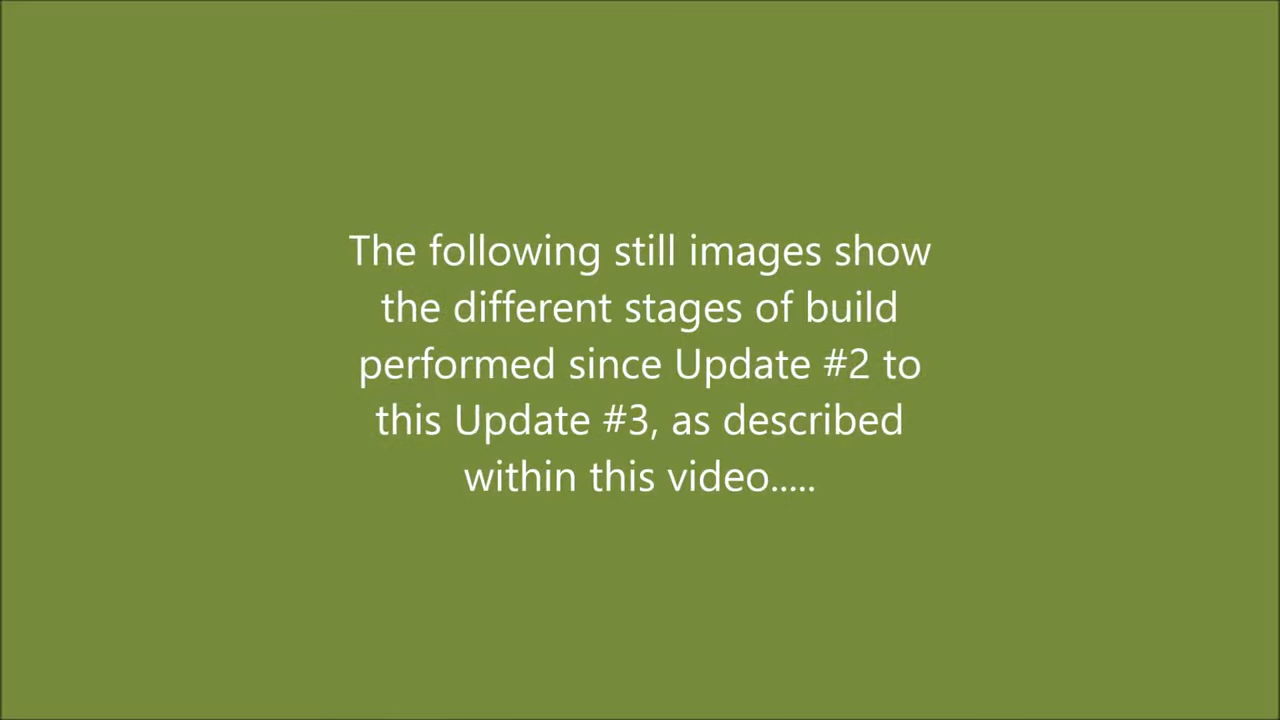 The following still images show
the different stages of build
performed since Update #2 to
this Update #3, as described
within this video.....